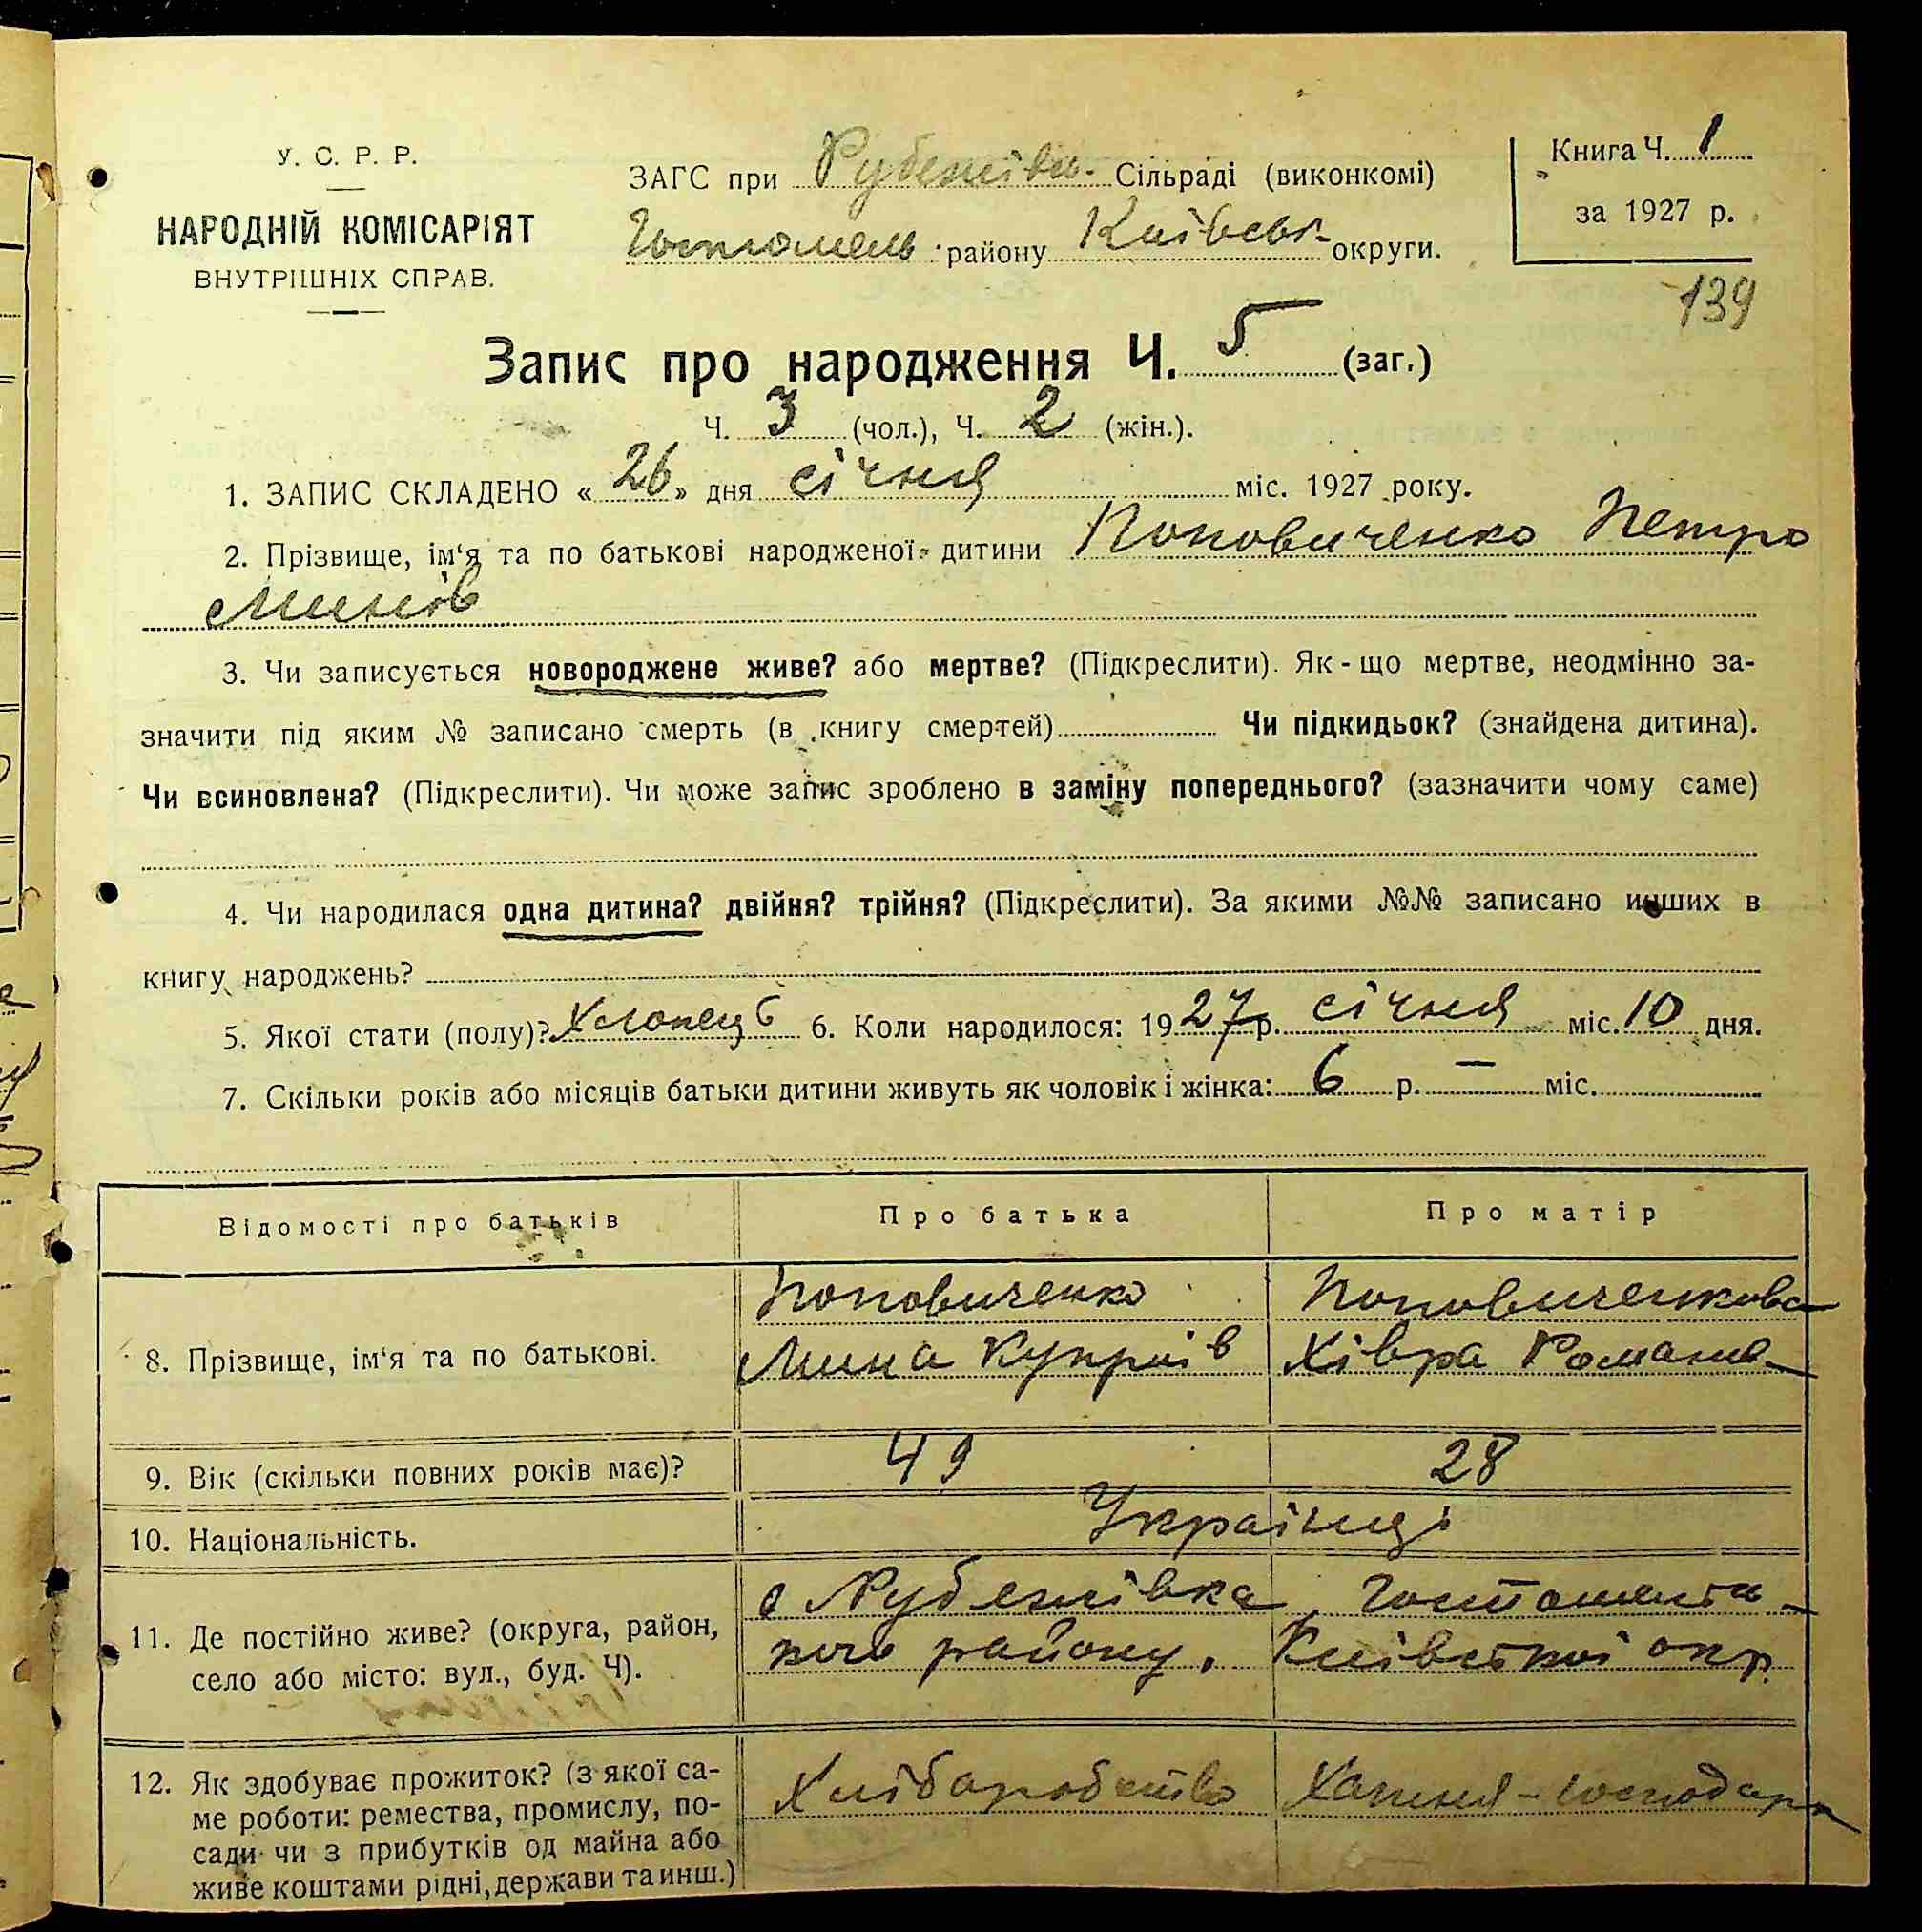 У. С. Р. Р.
НАРОДНІЙ КОМІСАРІЯТ
ВНУТРІШНІХ СПРАВ.
ЗАГС при Рубежівск. Сільраді (виконкомі)
Гостомель району Київськ округи.
Книга Ч. 1
за 1927 р.
139
Запис про народження Ч. 5 (заг.)
Ч. 3 (чол.), Ч. 2 (жін.).
1. ЗАПИС СКЛАДЕНО «26» дня січня міс. 1927 року.
2. Прізвище, ім‘я та по батькові народженої дитини Поповиченко Петро
Минів
3. Чи записується новороджене живе? або мертве? (Підкреслити). Як-що мертве, неодмінно за-
значити під яким № записано смерть (в книгу смертей) Чи підкидьок? (знайдена дитина).
Чи всиновлена? (Підкреслити). Чи може запис зроблено в заміну попереднього? (зазначити чому саме)
4. Чи народилася одна дитина? двійня? трійня? (Підкреслити). За якими №№ записано инших в
книгу народжень?
5. Якої стати (полу)? Хлопець 6. Коли народилося: 1927 р. січня міс. 10 дня.
7. Скільки років або місяців батьки дитини живуть як чоловік і жінка: 6 р. — міс.
Відомості про батьків Про батька Про матір
8. Прізвище, ім‘я та по батькові.
Поповиченко
Мина Купріїв
Поповиченкова
Хівра Романо
9. Вік (скільки повних років має)? 49 28
10. Національність. Українці
11. Де постійно живе? (округа, район,
село або місто: вул., буд. Ч).
с Рубежівка, Гостомельсь-
кого району, Київської окр.
12. Як здобуває прожиток? (з якої са-
ме роботи: ремества, промислу, по-
сади чи з прибутків од майна або
живе коштами рідні, держави та инш.)
Хліборобство
Хатня-господарк